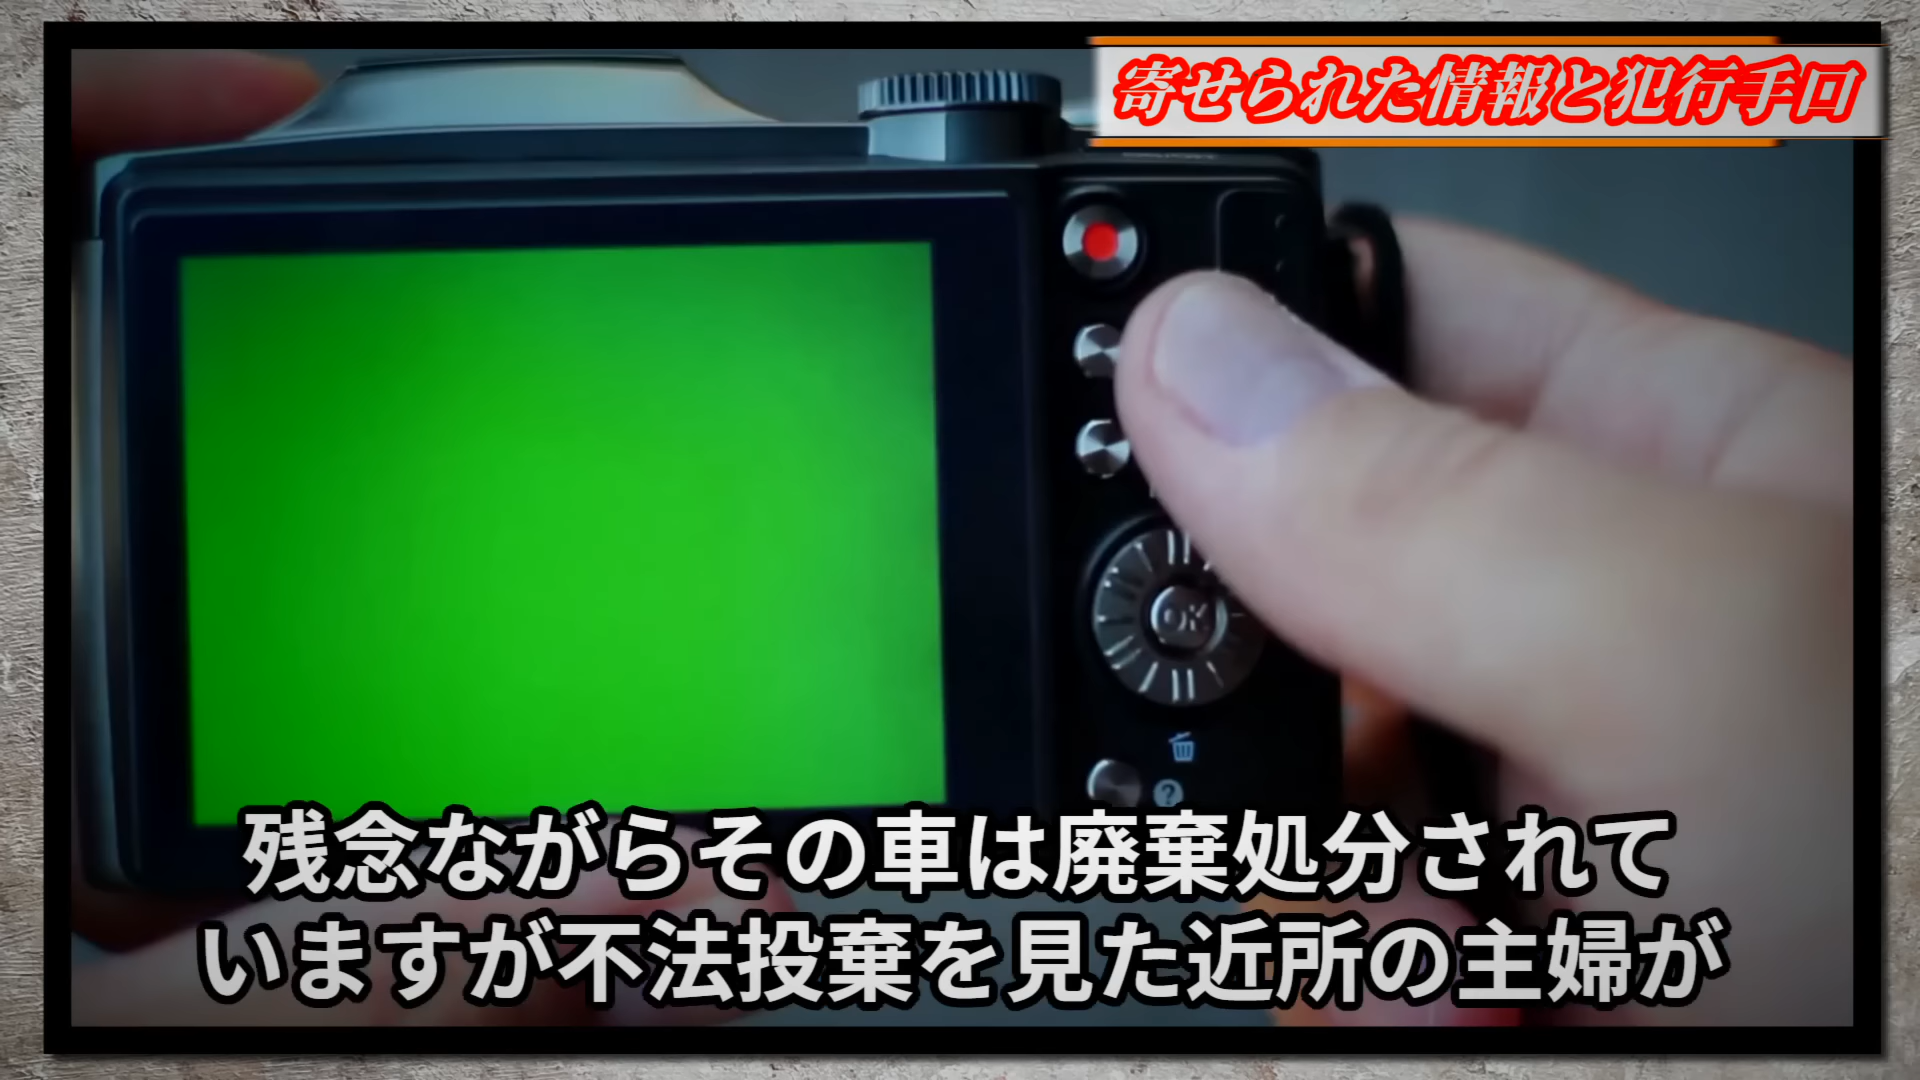 寄せられた情報と犯行手口
OK
?
残念ながらその車は廃棄処分されて
いますが不法投棄を見た近所の主婦が